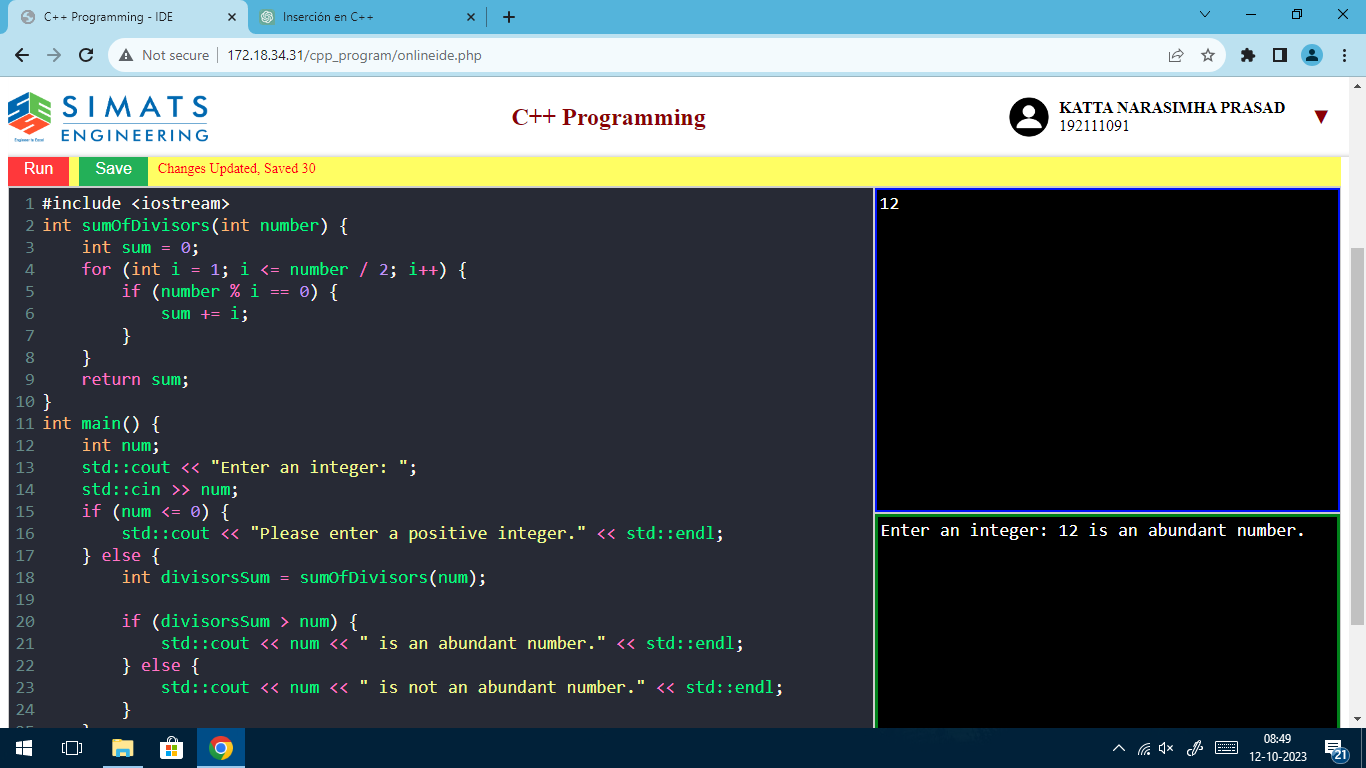 C++ Programming - IDE
Inserción en C++
Not secure 172.18.34.31/cpp_program/onlineide.php
SIMATS
ENGINEERING
C++ Programming
KATTA NARASIMHA PRASAD
192111091
Run Save Changes Updated, Saved 30
1 #include <iostream>
2 int sumOfDivisors(int number) {
3     int sum = 0;
4     for (int i = 1; i <= number / 2; i++) {
5         if (number % i == 0) {
6             sum += i;
7         }
8     }
9     return sum;
10 }
11 int main() {
12     int num;
13     std::cout << "Enter an integer: ";
14     std::cin >> num;
15     if (num <= 0) {
16         std::cout << "Please enter a positive integer." << std::endl;
17     } else {
18         int divisorsSum = sumOfDivisors(num);
19
20         if (divisorsSum > num) {
21             std::cout << num << " is an abundant number." << std::endl;
22         } else {
23             std::cout << num << " is not an abundant number." << std::endl;
24         }
12
Enter an integer: 12 is an abundant number.
08:49
12-10-2023
21